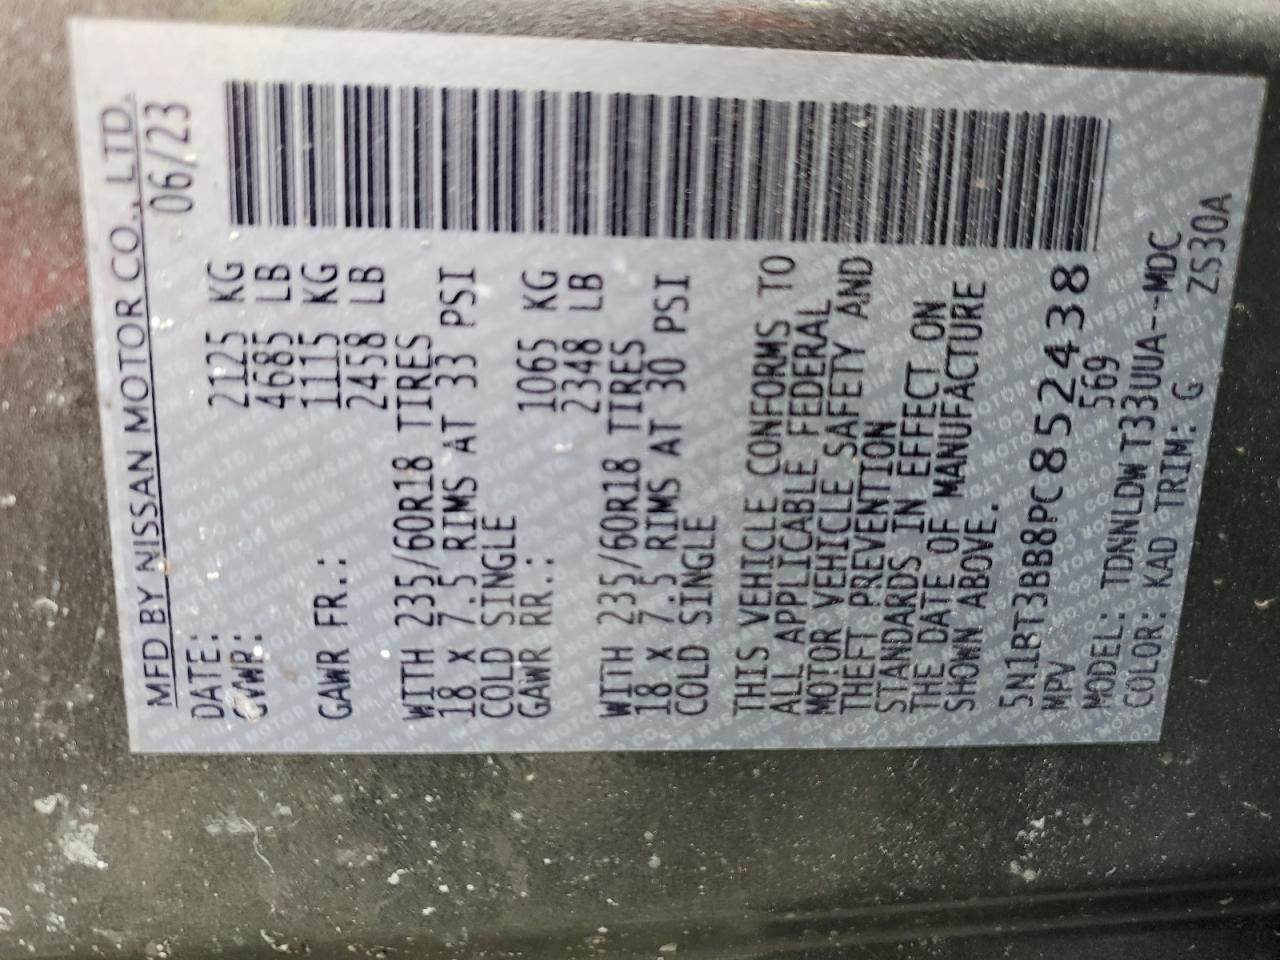 MFD BY NISSAN MOTOR CO., LTD.
DATE: 06/23
GVWR: 2125 KG
4685 LB
GAWR FR.: 1115 KG
2458 LB
WITH 235/60R18 TIRES
18 x 7.5 RIMS AT 33 PSI
COLD SINGLE
GAWR RR.: 1065 KG
2348 LB
WITH 235/60R18 TIRES
18 x 7.5 RIMS AT 30 PSI
COLD SINGLE
THIS VEHICLE CONFORMS TO
ALL APPLICABLE FEDERAL
MOTOR VEHICLE SAFETY AND
THEFT PREVENTION
STANDARDS IN EFFECT ON
THE DATE OF MANUFACTURE
SHOWN ABOVE.
5N1BT3BB8PC852438
MPV 569
MODEL: TDNNLDW T33UUA--MDC
COLOR: KAD TRIM: G G
ZS30A